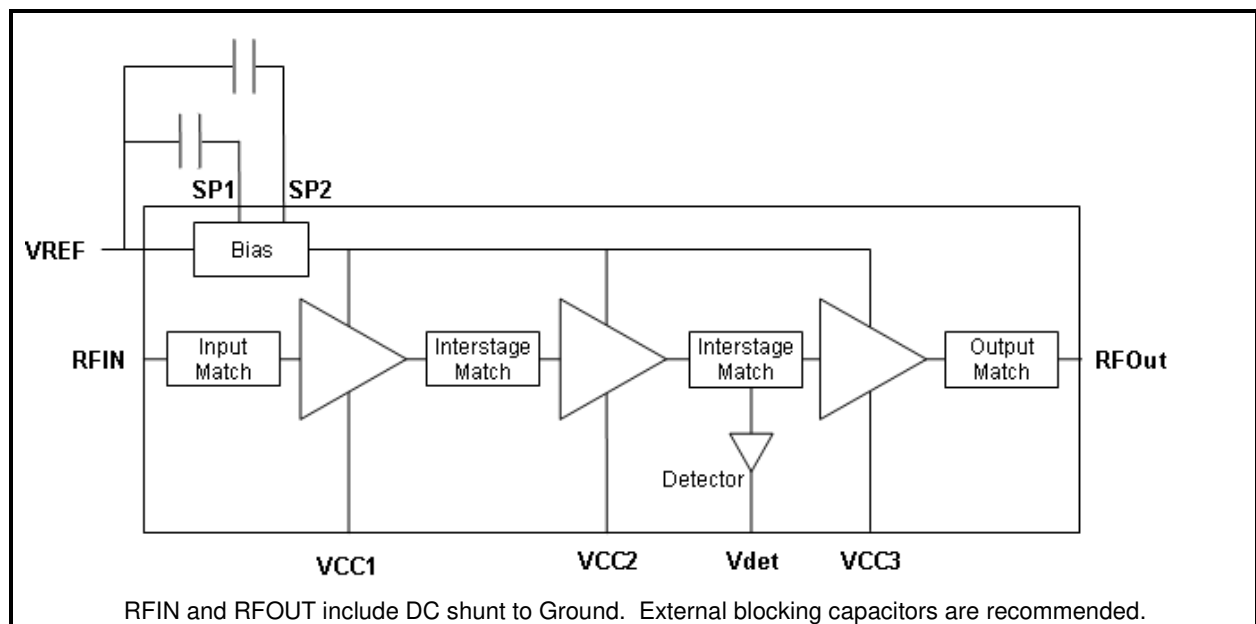 SP1
SP2
VREF
Bias
RFIN
Input
Match
Interstage
Match
Interstage
Match
Output
Match
RFOut
Detector
VCC1
VCC2
Vdet
VCC3
RFIN and RFOUT include DC shunt to Ground.  External blocking capacitors are recommended.